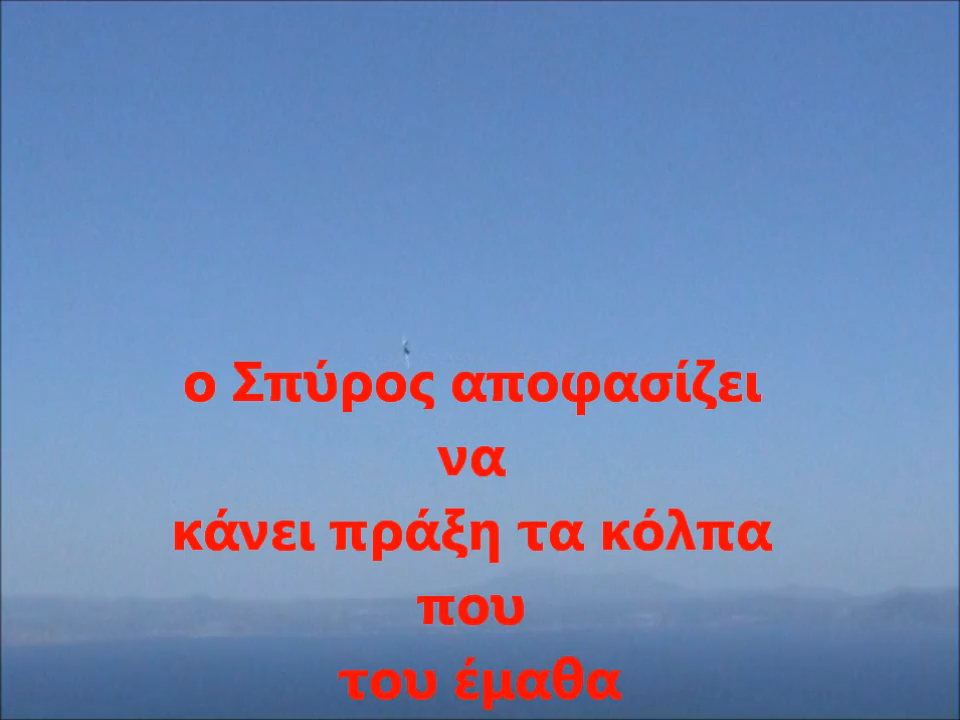 ο Σπύρος αποφασίζει
να
κάνει πράξη τα κόλπα
που
του έμαθα